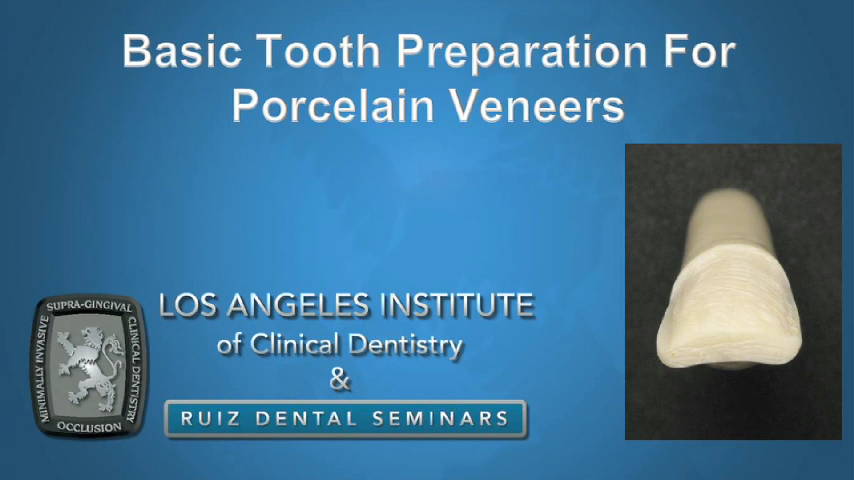 Basic Tooth Preparation For
Porcelain Veneers
LOS ANGELES INSTITUTE
of Clinical Dentistry
&
RUIZ DENTAL SEMINARS
SUPRA-GINGIVAL
MINIMALLY INVASIVE
CLINICAL DENTISTRY
OCCLUSION